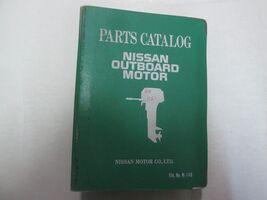 PARTS CATALOG
NISSAN
OUTBOARD
MOTOR
NISSAN MOTOR CO., LTD.